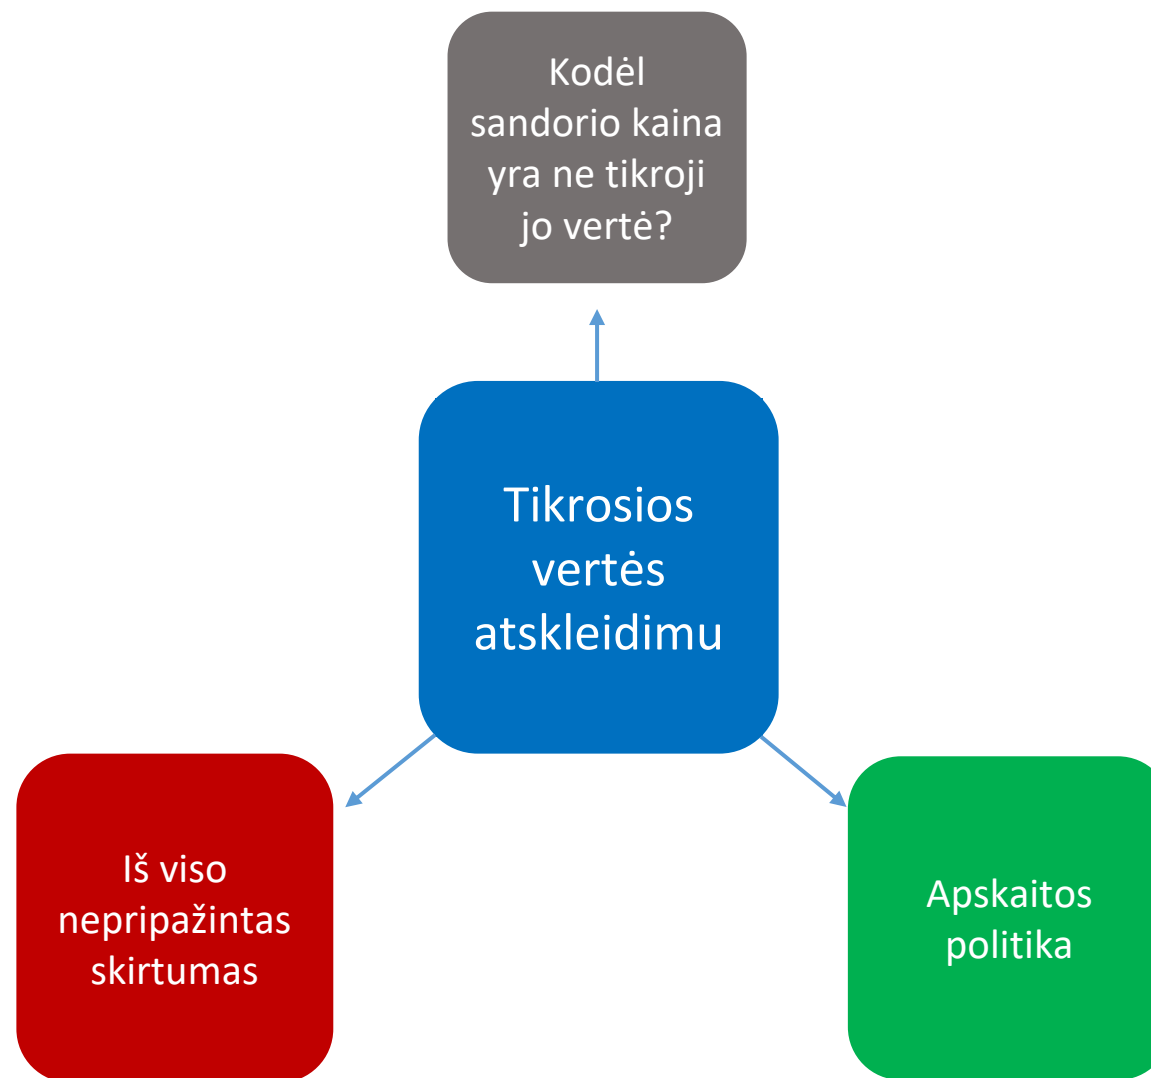 Kodėl
sandorio kaina
yra ne tikroji
jo vertė?
Tikrosios
vertės
atskleidimu
Iš viso
nepripažintas
skirtumas
Apskaitos
politika